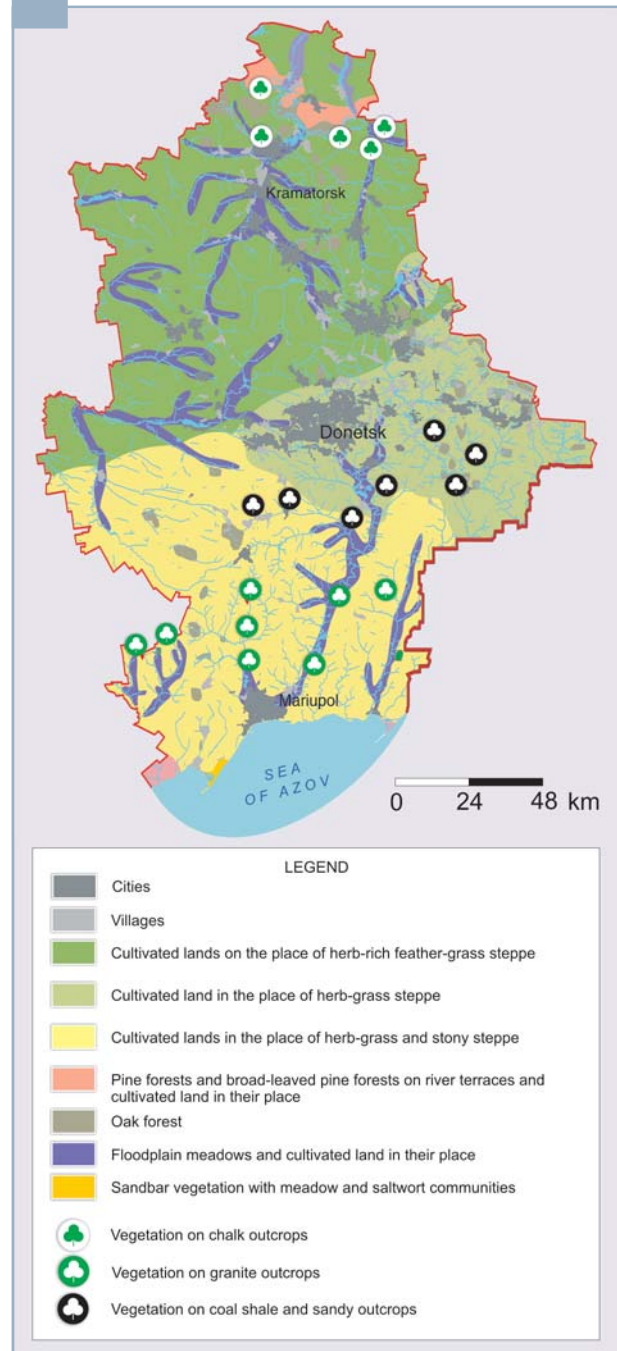 Kramatorsk
Donetsk
Mariupol
SEA
OF AZOV
0 24 48 km
LEGEND
Cities
Villages
Cultivated lands on the place of herb-rich feather-grass steppe
Cultivated land in the place of herb-grass steppe
Cultivated lands in the place of herb-grass and stony steppe
Pine forests and broad-leaved pine forests on river terraces and
cultivated land in their place
Oak forest
Floodplain meadows and cultivated land in their place
Sandbar vegetation with meadow and saltwort communities
Vegetation on chalk outcrops
Vegetation on granite outcrops
Vegetation on coal shale and sandy outcrops